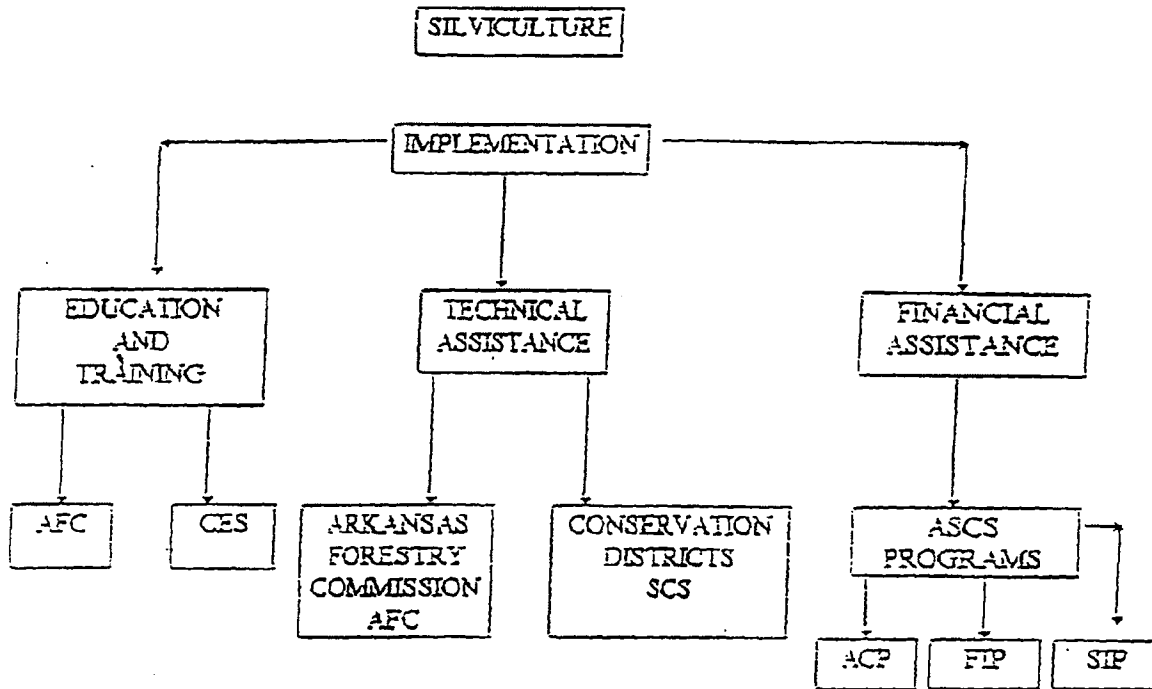 SILVICULTURE
IMPLEMENTATION
EDUCATION
AND
TRAINING
TECHNICAL
ASSISTANCE
FINANCIAL
ASSISTANCE
AFC
CES
ARKANSAS
FORESTRY
COMMISSION
AFC
CONSERVATION
DISTRICTS
SCS
ASCS
PROGRAMS
ACP
FIP
SIP